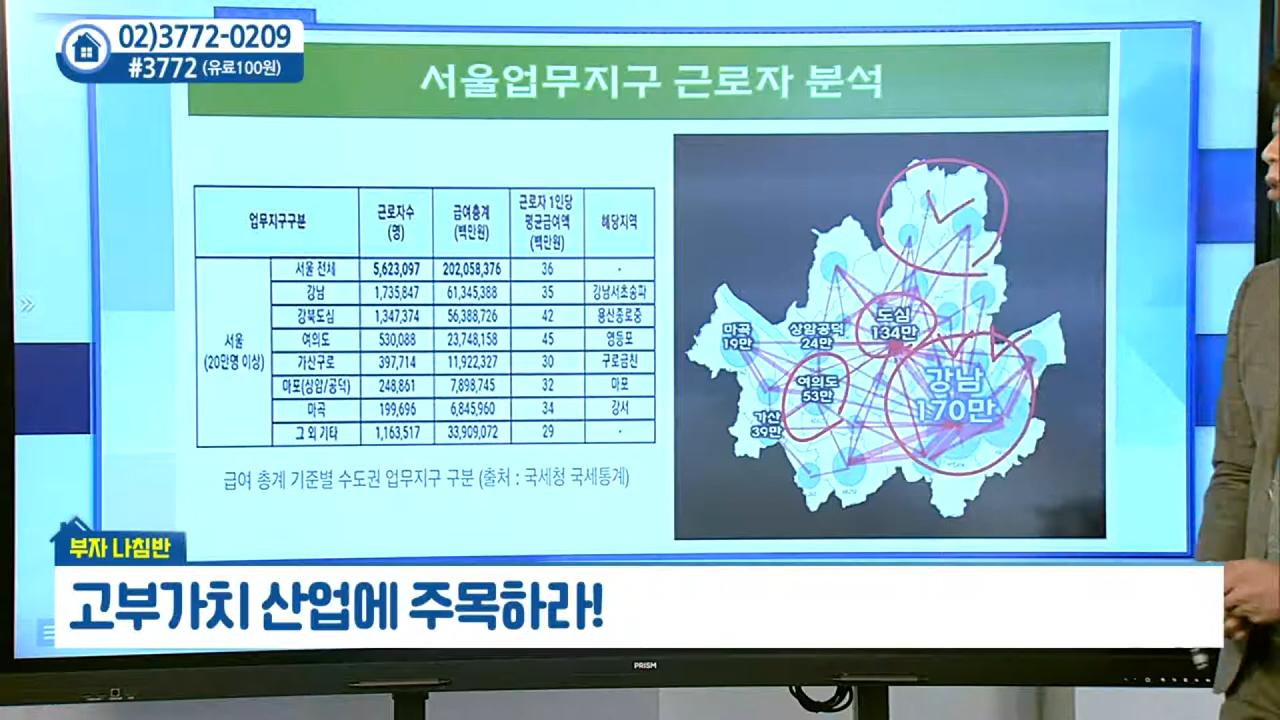 02)3772-0209
#3772 (유료100원)
서울업무지구 근로자 분석
업무지구구분 근로자수 (명) 급여총계 (백만원) 근로자 1인당 평균급여액 (백만원) 해당지역
서울 (20만명 이상)
서울 전체 5,623,097 202,058,376 36 -
강남 1,735,847 61,345,388 35 강남서초송파
강북도심 1,347,374 56,388,726 42 용산종로중
여의도 530,088 23,748,158 45 영등포
가산구로 397,714 11,922,327 30 구로금천
마포(상암/공덕) 248,861 7,898,745 32 마포
마곡 199,696 6,845,960 34 강서
그 외 기타 1,163,517 33,909,072 29 -
급여 총계 기준별 수도권 업무지구 구분 (출처 : 국세청 국세통계)
마곡
19만
상암공덕
24만
도심
134만
여의도
53만
가산
39만
강남
170만
부자 나침반
고부가치 산업에 주목하라!
PRISM